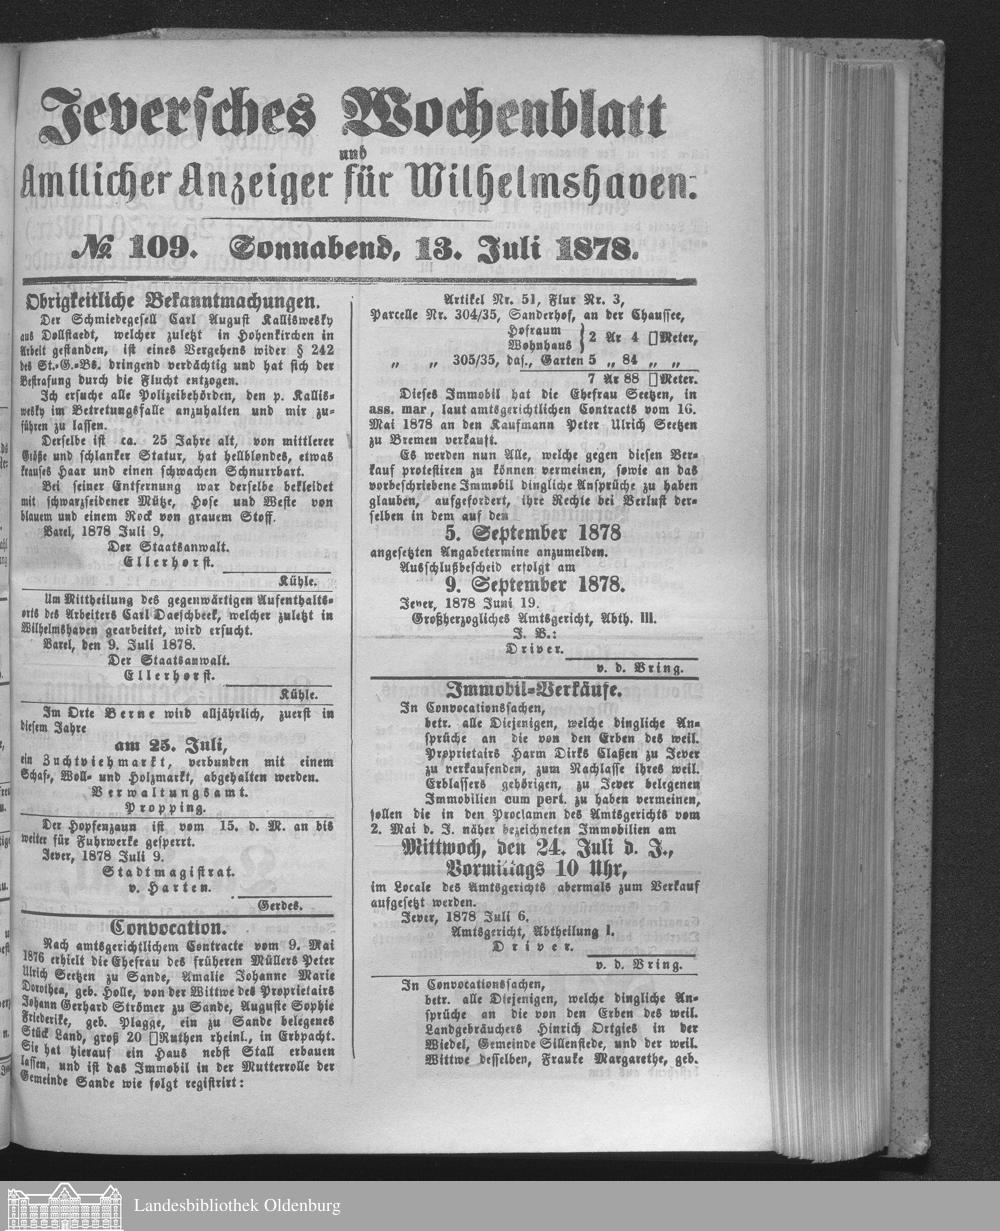 Jeversches Wochenblatt
und
Amtlicher Anzeiger für Wilhelmshaven.
№ 109. Sonnabend, 13. Juli 1878.
Obrigkeitliche Bekanntmachungen.
Der Schmiedegesell Carl August Kalliswesky
aus Dollstaedt, welcher zuletzt in Hohenkirchen in
Arbeit gestanden, ist eines Vergehens wider § 242
des St.-G.-Bs. dringend verdächtig und hat sich der
Bestrafung durch die Flucht entzogen.
Ich ersuche alle Polizeibehörden, den p. Kallis-
wesky im Betretungsfalle anzuhalten und mir zu-
führen zu lassen.
Derselbe ist ca. 25 Jahre alt, von mittlerer
Größe und schlanker Statur, hat hellblondes, etwas
krauses Haar und einen schwachen Schnurrbart.
Bei seiner Entfernung war derselbe bekleidet
mit schwarzseidener Mütze, Hose und Weste von
blauem und einem Rock von grauem Stoff.
Varel, 1878 Juli 9.
Der Staatsanwalt.
Ellerhorst.
Kühle.
Um Mittheilung des gegenwärtigen Aufenthalts-
orts des Arbeiters Carl Daeschbeck, welcher zuletzt in
Wilhelmshaven gearbeitet, wird ersucht.
Varel, den 9. Juli 1878.
Der Staatsanwalt.
Ellerhorst.
Kühle.
Im Orte Berne wird alljährlich, zuerst in
diesem Jahre
am 25. Juli,
ein Zuchtviehmarkt, verbunden mit einem
Schaf-, Woll- und Holzmarkt, abgehalten werden.
Verwaltungsamt.
Propping.
Der Hopfenzaun ist vom 15. d. M. an bis
weiter für Fuhrwerke gesperrt.
Jever, 1878 Juli 9.
Stadtmagistrat.
v. Harten.
Gerdes.
Convocation.
Nach amtsgerichtlichem Contracte vom 9. Mai
1876 erhielt die Ehefrau des früheren Müllers Peter
Ulrich Seetzen zu Sande, Amalie Johanne Marie
Dorothea, geb. Holle, von der Wittwe des Proprietairs
Johann Gerhard Strömer zu Sande, Auguste Sophie
Friederike, geb. Plagge, ein zu Sande belegenes
Stück Land, groß 20 □Ruthen rheinl., in Erbpacht.
Sie hat hierauf ein Haus nebst Stall erbauen
lassen, und ist das Immobil in der Mutterrolle der
Gemeinde Sande wie folgt registrirt:
Artikel Nr. 51, Flur Nr. 3,
Parcelle Nr. 304/35, Sanderhof, an der Chaussee,
Hofraum
Wohnhaus } 2 Ar 4 □Meter,
„ „ 305/35, das., Garten 5 „ 84 „ „
7 Ar 88 □Meter.
Dieses Immobil hat die Ehefrau Seetzen, in
ass. mar., laut amtsgerichtlichen Contracts vom 16.
Mai 1878 an den Kaufmann Peter Ulrich Seetzen
zu Bremen verkauft.
Es werden nun Alle, welche gegen diesen Ver-
kauf protestiren zu können vermeinen, sowie an das
vorbeschriebene Immobil dingliche Ansprüche zu haben
glauben, aufgefordert, ihre Rechte bei Verlust der-
selben in dem auf den
5. September 1878
angesetzten Angabetermine anzumelden.
Ausschlußbescheid erfolgt am
9. September 1878.
Jever, 1878 Juni 19.
Großherzogliches Amtsgericht, Abth. III.
J. V.:
Driver.
v. d. Vring.
Immobil-Verkäufe.
In Convocationssachen,
betr. alle Diejenigen, welche dingliche An-
sprüche an die von den Erben des weil.
Proprietairs Harm Dirks Claßen zu Jever
zu verkaufenden, zum Nachlasse ihres weil.
Erblassers gehörigen, zu Jever belegenen
Immobilien cum pert. zu haben vermeinen,
sollen die in den Proclamen des Amtsgerichts vom
2. Mai d. J. näher bezeichneten Immobilien am
Mittwoch, den 24. Juli d. J.,
Vormittags 10 Uhr,
im Locale des Amtsgerichts abermals zum Verkauf
aufgesetzt werden.
Jever, 1878 Juli 6.
Amtsgericht, Abtheilung I.
Driver.
v. d. Vring.
In Convocationssachen,
betr. alle Diejenigen, welche dingliche An-
sprüche an die von den Erben des weil.
Landgebräuchers Hinrich Ortgies in der
Wiedel, Gemeinde Sillenstede, und der weil.
Wittwe desselben, Frauke Margarethe, geb.
Landesbibliothek Oldenburg